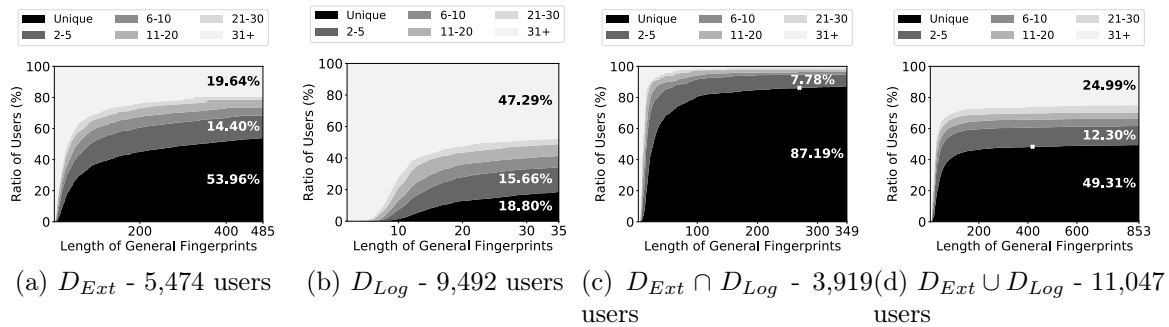 Unique 6-10 21-30
2-5 11-20 31+
100
80
60
40
20
0
Ratio of Users (%)
19.64%
14.40%
53.96%
200 400 485
Length of General Fingerprints
(a) D_Ext - 5,474 users
Unique 6-10 21-30
2-5 11-20 31+
100
80
60
40
20
0
Ratio of Users (%)
47.29%
15.66%
18.80%
10 20 30 35
Length of General Fingerprints
(b) D_Log - 9,492 users
Unique 6-10 21-30
2-5 11-20 31+
100
80
60
40
20
0
Ratio of Users (%)
7.78%
87.19%
100 200 300 349
Length of General Fingerprints
(c) D_Ext ∩ D_Log - 3,919
users
Unique 6-10 21-30
2-5 11-20 31+
100
80
60
40
20
0
Ratio of Users (%)
24.99%
12.30%
49.31%
200 400 600 853
Length of General Fingerprints
(d) D_Ext ∪ D_Log - 11,047
users